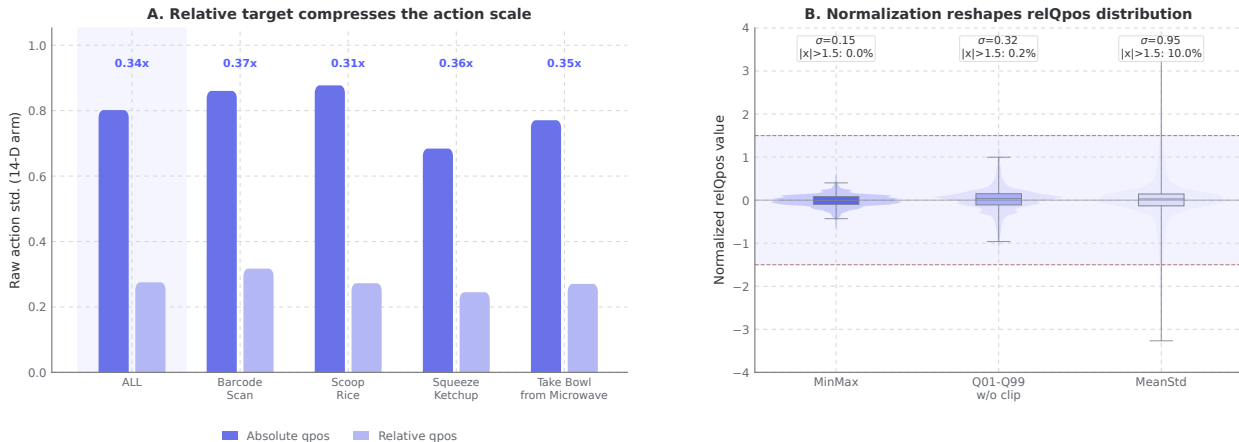 A. Relative target compresses the action scale
Raw action std. (14-D arm)
1.0
0.8
0.6
0.4
0.2
0.0
0.34x
0.37x
0.31x
0.36x
0.35x
ALL
Barcode
Scan
Scoop
Rice
Squeeze
Ketchup
Take Bowl
from Microwave
Absolute qpos
Relative qpos
B. Normalization reshapes relQpos distribution
Normalized relQpos value
4
3
2
1
0
−1
−2
−3
−4
σ=0.15
|x|>1.5: 0.0%
σ=0.32
|x|>1.5: 0.2%
σ=0.95
|x|>1.5: 10.0%
MinMax
Q01-Q99
w/o clip
MeanStd